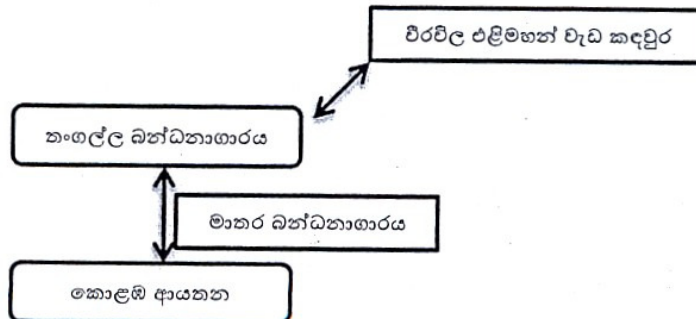 වීරවිල එළිමහන් වැඩ කඳවුර
තංගල්ල බන්ධනාගාරය
මාතර බන්ධනාගාරය
කොළඹ ආයතන